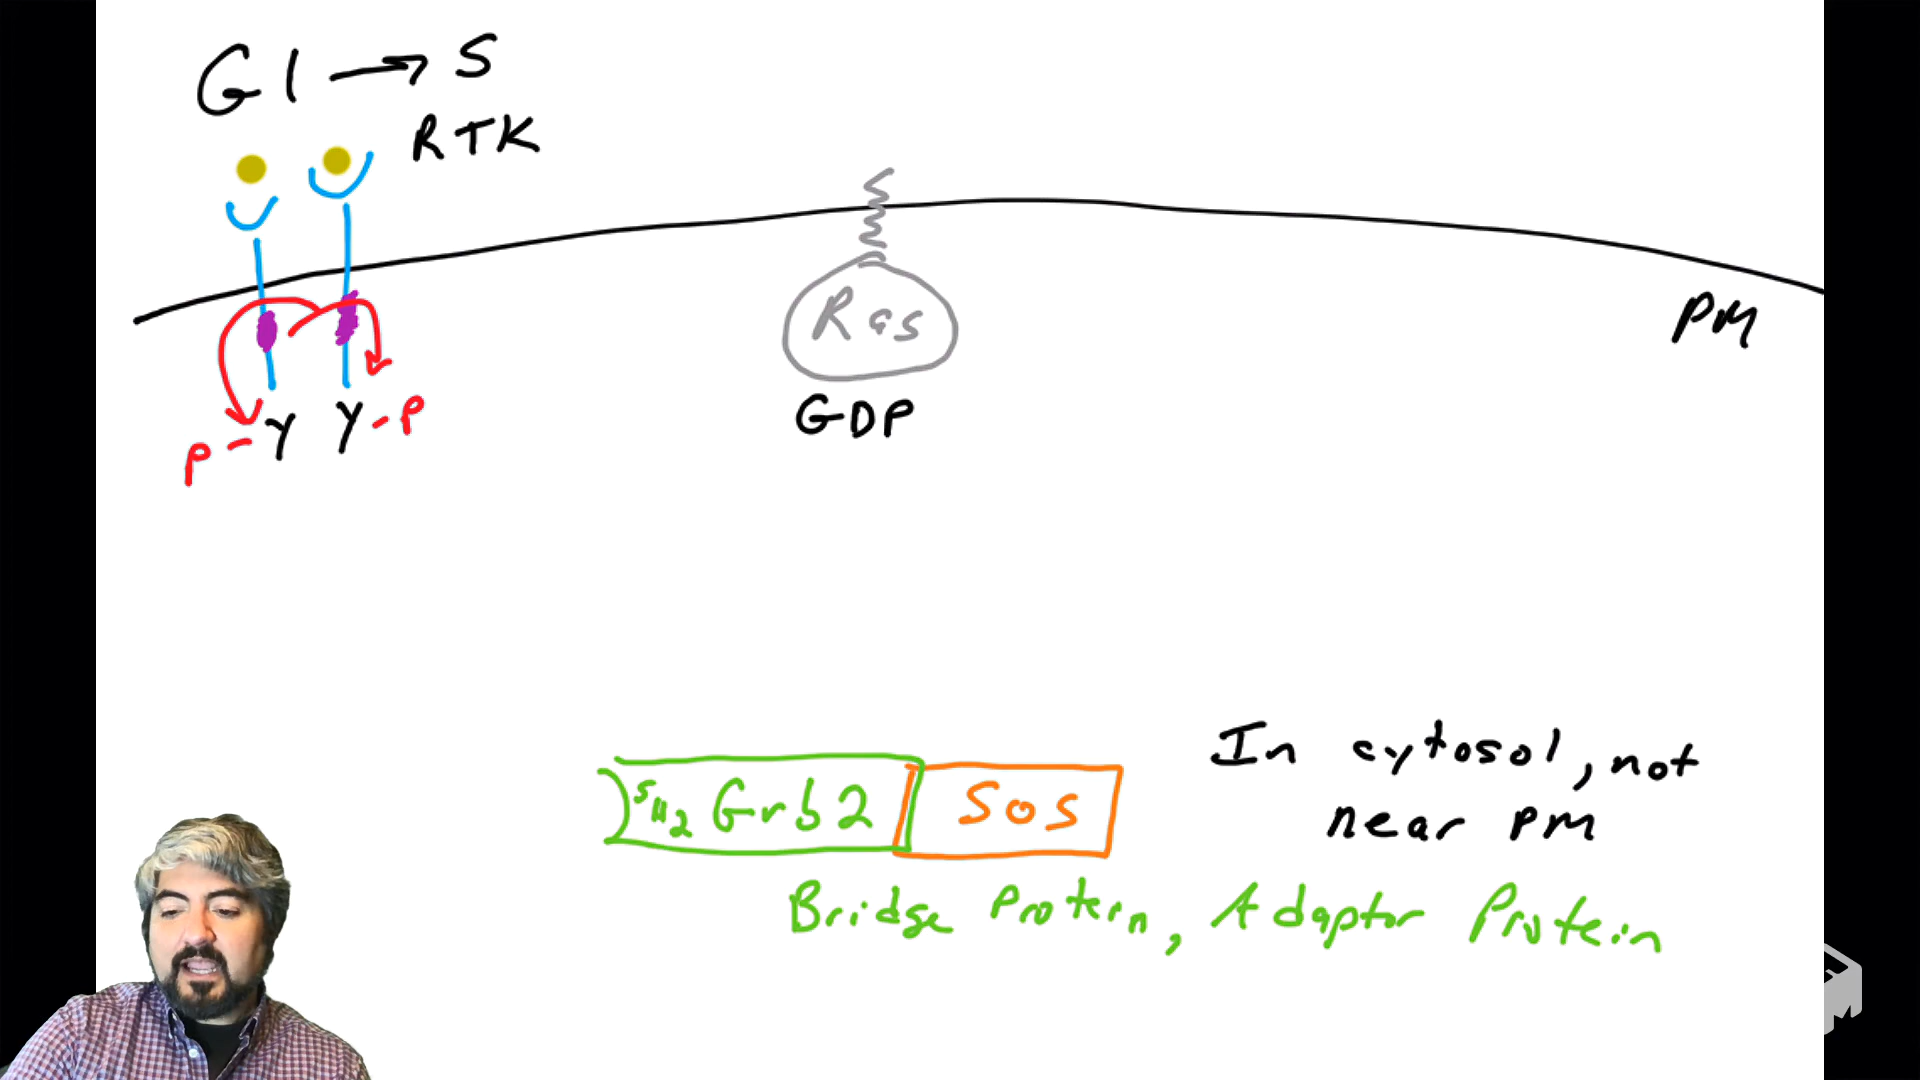 G1 → S
RTK
Ras
PM
GDP
P-Y Y-P
SH2 Grb2 SOS
In cytosol, not
near PM
Bridge Protein, Adaptor Protein